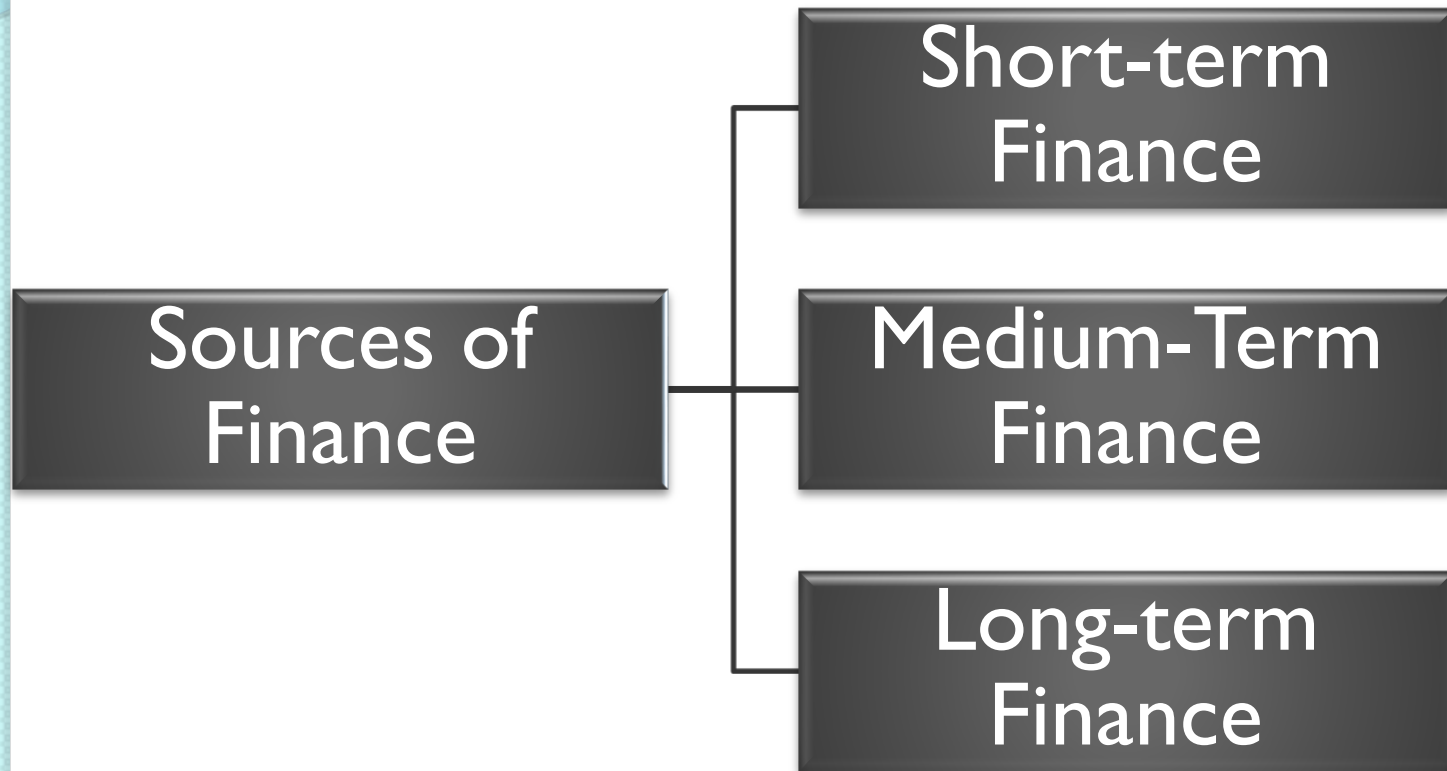 Short-term
Finance
Sources of
Finance
Medium-Term
Finance
Long-term
Finance